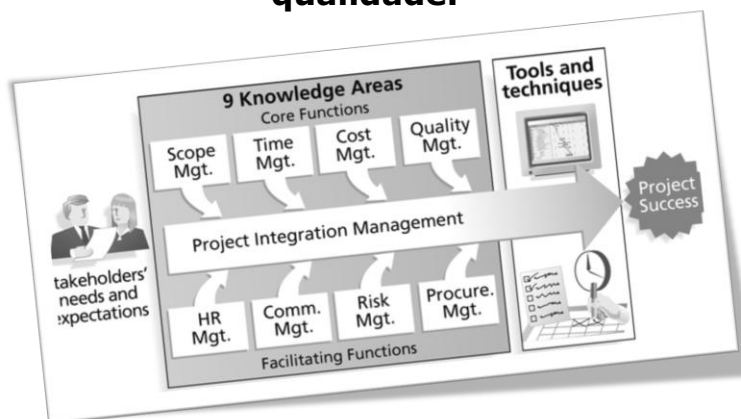 qualidade.
9 Knowledge Areas
Core Functions
Scope
Mgt.
Time
Mgt.
Cost
Mgt.
Quality
Mgt.
Tools and
techniques
Project Integration Management
Project
Success
takeholders'
needs and
expectations
HR
Mgt.
Comm.
Mgt.
Risk
Mgt.
Procure.
Mgt.
Facilitating Functions